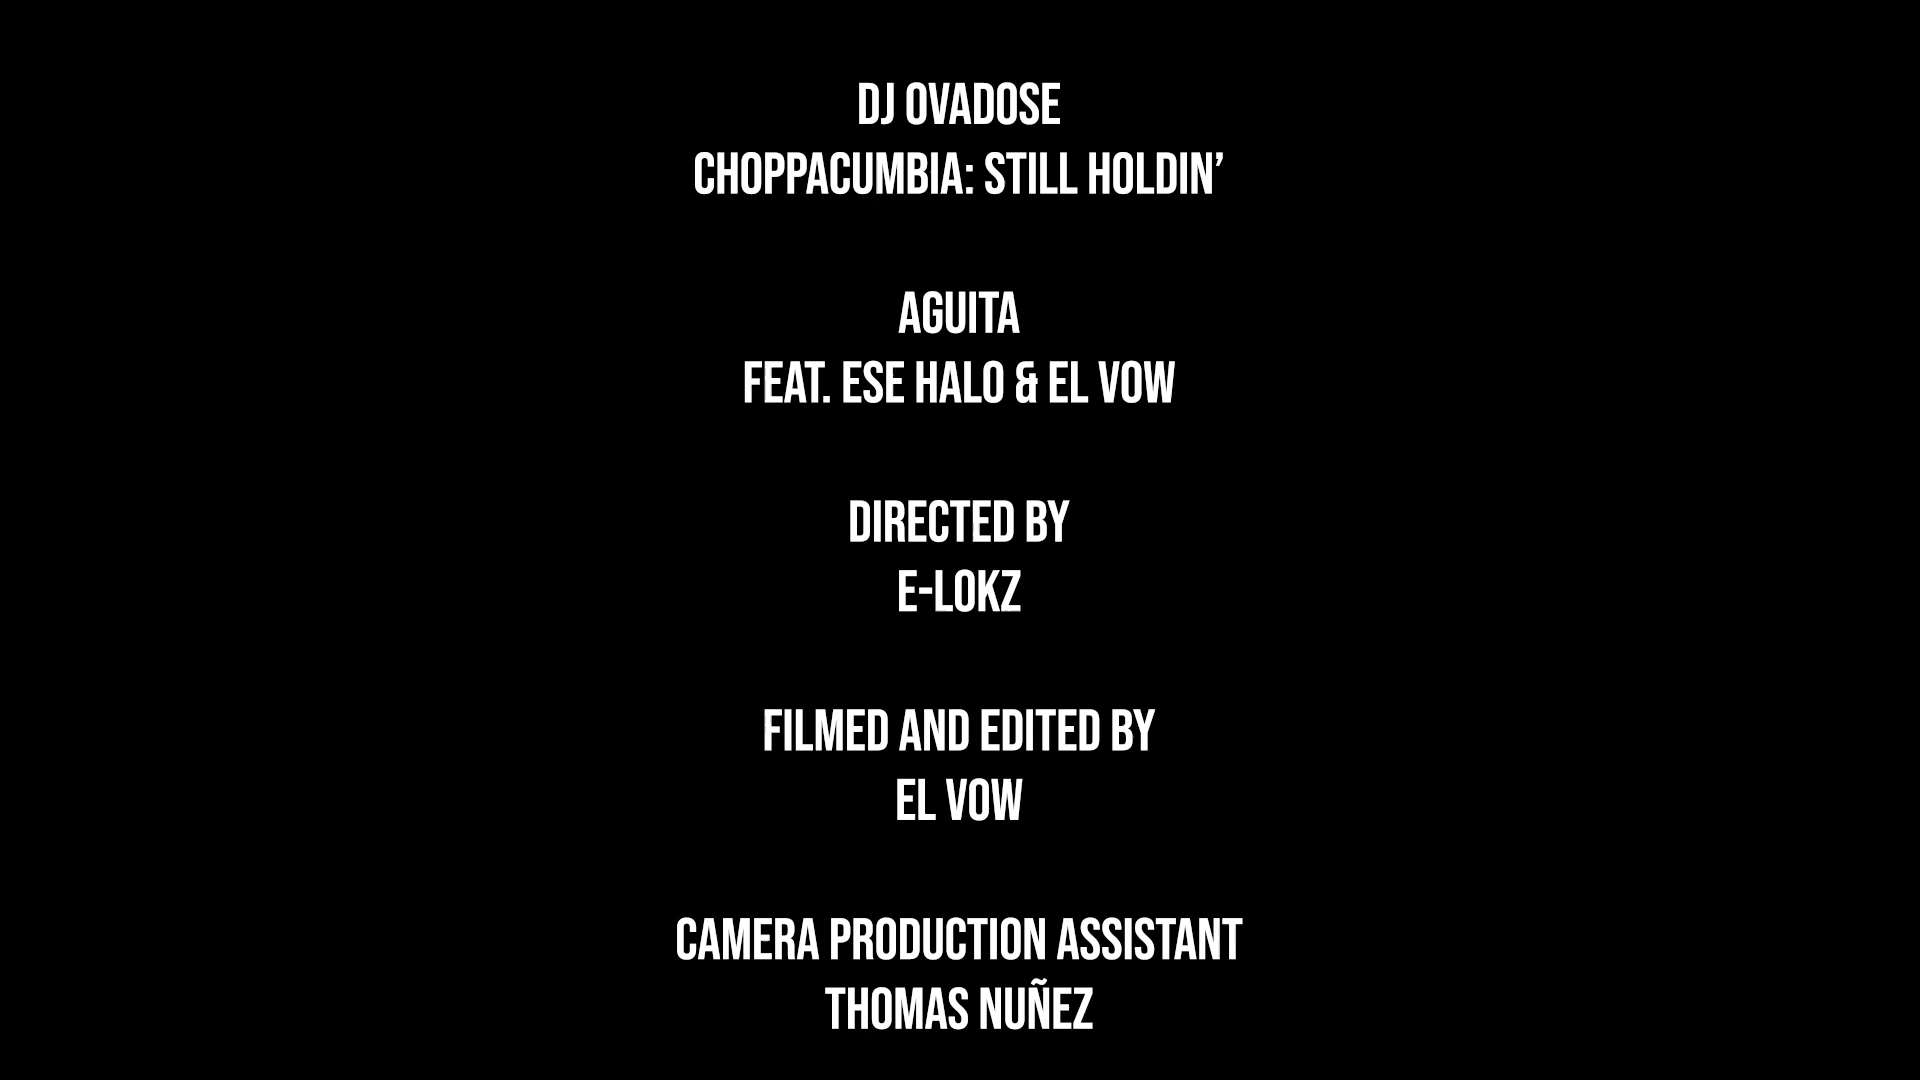 DJ OVADOSE
CHOPPACUMBIA: STILL HOLDIN’
AGUITA
FEAT. ESE HALO & EL VOW
DIRECTED BY
E-LOKZ
FILMED AND EDITED BY
EL VOW
CAMERA PRODUCTION ASSISTANT
THOMAS NUÑEZ